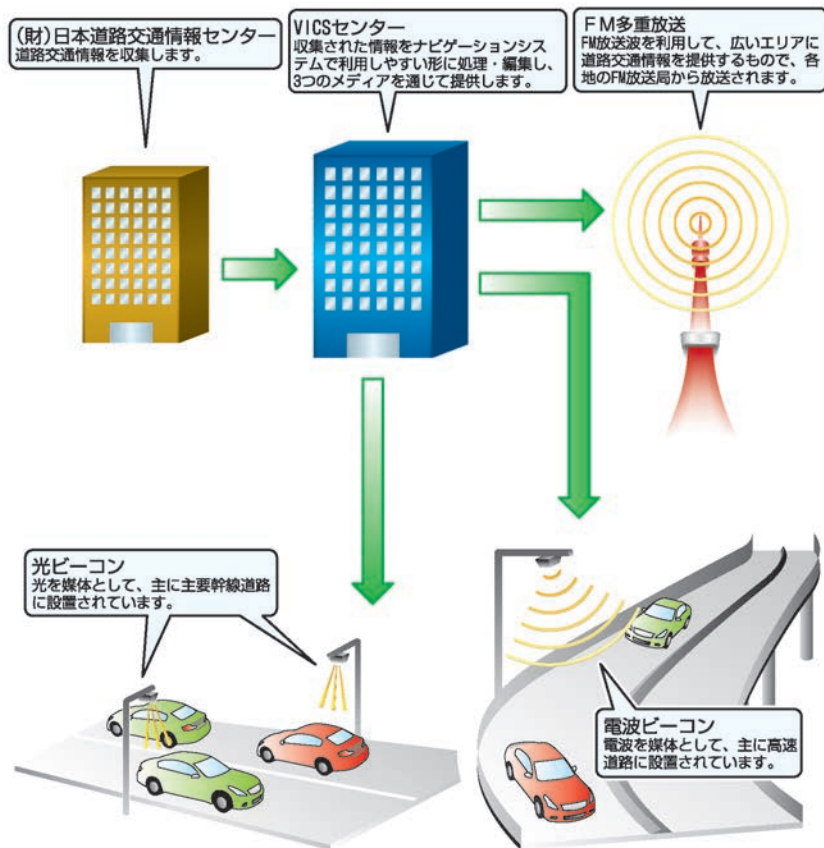 (財)日本道路交通情報センター
道路交通情報を収集します。
VICSセンター
収集された情報をナビゲーションシス
テムで利用しやすい形に処理・編集し、
3つのメディアを通じて提供します。
FM多重放送
FM放送波を利用して、広いエリアに
道路交通情報を提供するもので、各
地のFM放送局から放送されます。
光ビーコン
光を媒体として、主に主要幹線道路
に設置されています。
電波ビーコン
電波を媒体として、主に高速
道路に設置されています。